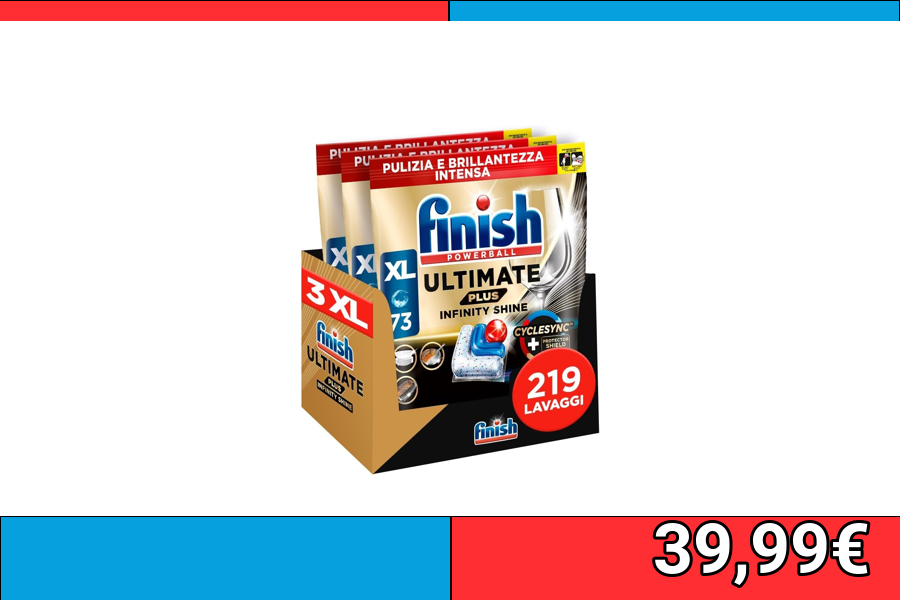 PULIZIA E BRILLANTEZZA
PULIZIA E BRILLANTEZZA
PULIZIA E BRILLANTEZZA
INTENSA
finish
POWERBALL
XL
73
ULTIMATE
PLUS
INFINITY SHINE
CYCLESYNC™
+ PROTECTOR
SHIELD
3 XL
finish
ULTIMATE
PLUS
INFINITY SHINE
219
LAVAGGI
finish
39,99€